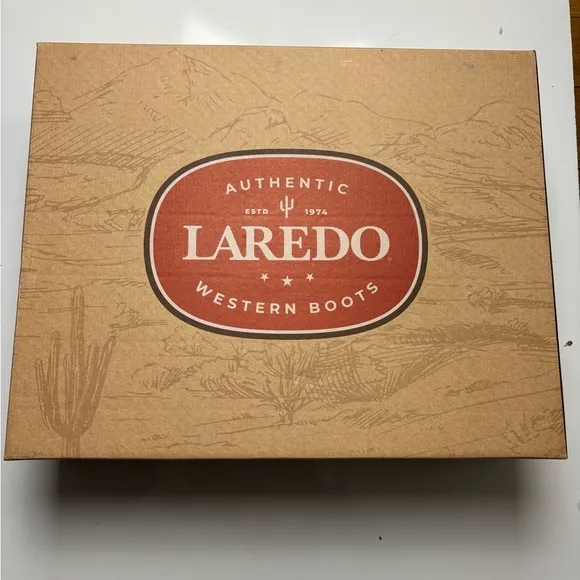 AUTHENTIC
ESTD 1974
LAREDO
WESTERN BOOTS